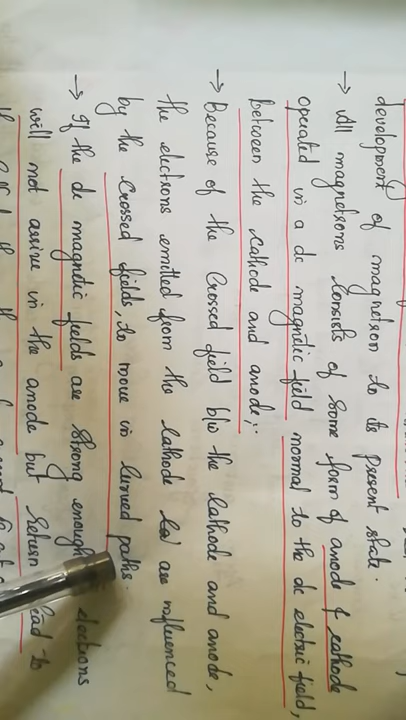 development of magnetron to its present state.
→ All magnetrons consists of some form of anode & cathode
operated in a dc magnetic field normal to the dc electric field,
between the cathode and anode;
→ Because of the Crossed field b/w the cathode and anode,
the electrons emitted from the cathode are influenced
by the crossed fields, to move in curved paths.
→ If the dc magnetic fields are strong enough electrons
will not arrive in the anode but return to